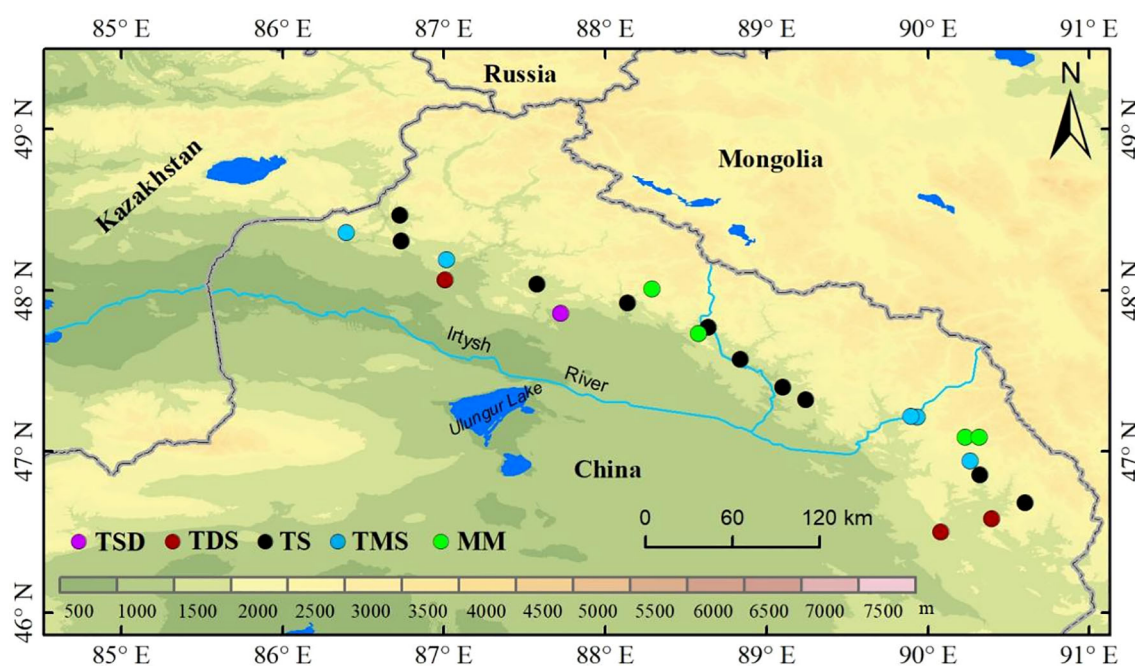 85° E 86° E 87° E 88° E 89° E 90° E 91° E
Russia
N
49° N
49° N
Mongolia
Kazakhstan
48° N
48° N
Irtysh
River
Ulungur Lake
47° N
47° N
China
0 60 120 km
TSD TDS TS TMS MM
500 1000 1500 2000 2500 3000 3500 4000 4500 5000 5500 6000 6500 7000 7500 m
46° N
46° N
85° E 86° E 87° E 88° E 89° E 90° E 91° E